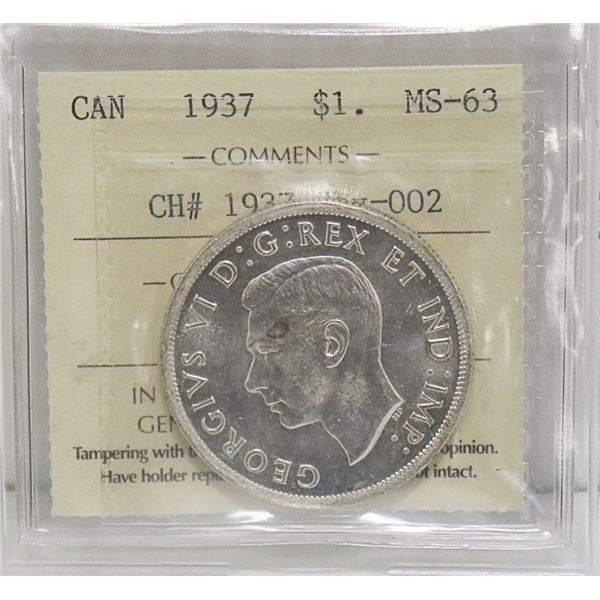 CAN 1937 $1. MS-63
— COMMENTS —
CH# 1937 -002
GEORGIVS VI D:G:REX ET IND:IMP:
IN
GEN
Tampering with opinion.
Have holder intact.